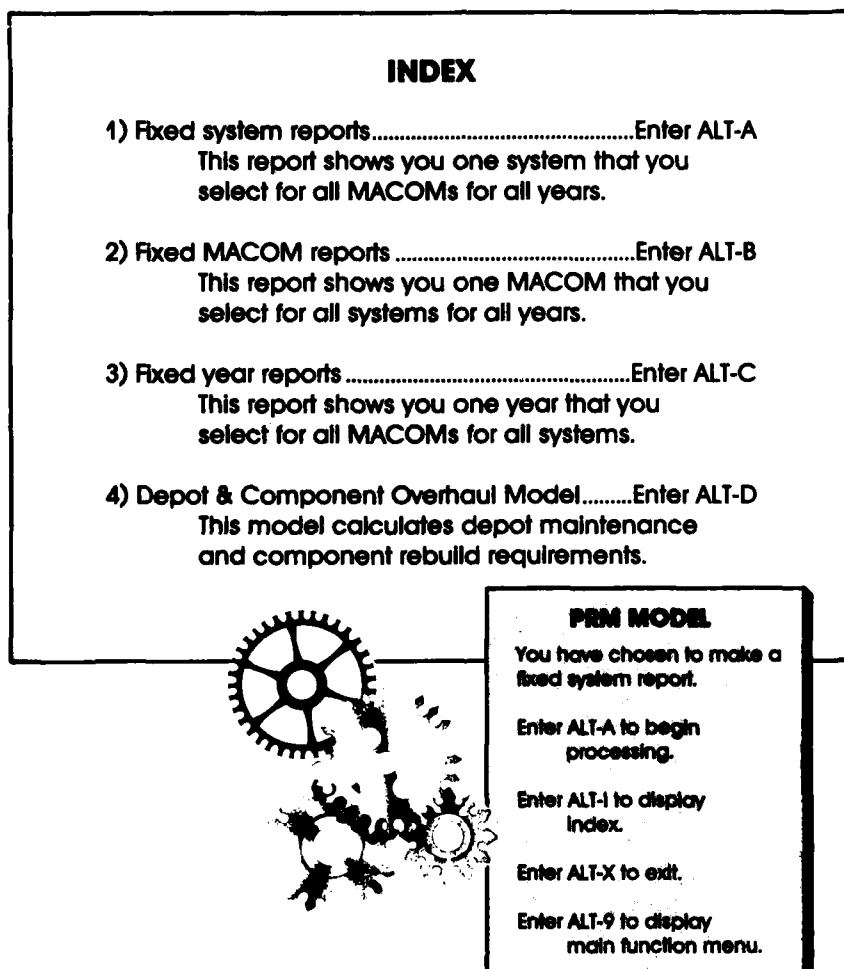 INDEX
1) Fixed system reports..............................................Enter ALT-A
This report shows you one system that you
select for all MACOMs for all years.
2) Fixed MACOM reports ..........................................Enter ALT-B
This report shows you one MACOM that you
select for all systems for all years.
3) Fixed year reports ..................................................Enter ALT-C
This report shows you one year that you
select for all MACOMs for all systems.
4) Depot & Component Overhaul Model.........Enter ALT-D
This model calculates depot maintenance
and component rebuild requirements.
PRM MODEL
You have chosen to make a
fixed system report.
Enter ALT-A to begin
processing.
Enter ALT-I to display
index.
Enter ALT-X to exit.
Enter ALT-9 to display
main function menu.